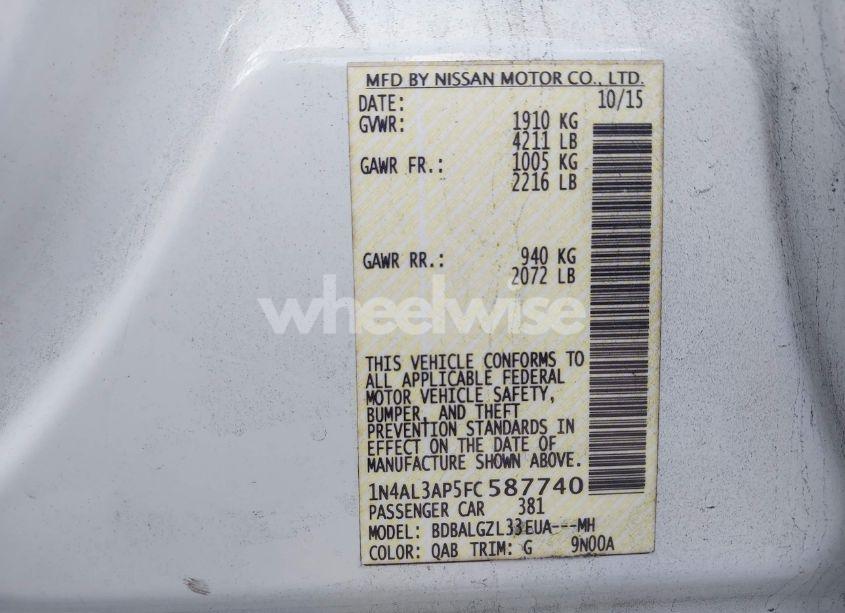 MFD BY NISSAN MOTOR CO., LTD.
DATE: 10/15
GVWR: 1910 KG
4211 LB
GAWR FR.: 1005 KG
2216 LB
GAWR RR.: 940 KG
2072 LB
wheelwise
THIS VEHICLE CONFORMS TO
ALL APPLICABLE FEDERAL
MOTOR VEHICLE SAFETY,
BUMPER, AND THEFT
PREVENTION STANDARDS IN
EFFECT ON THE DATE OF
MANUFACTURE SHOWN ABOVE.
1N4AL3AP5FC587740
PASSENGER CAR 381
MODEL: BDBALGZL33EUA---MH
COLOR: QAB TRIM: G 9N00A